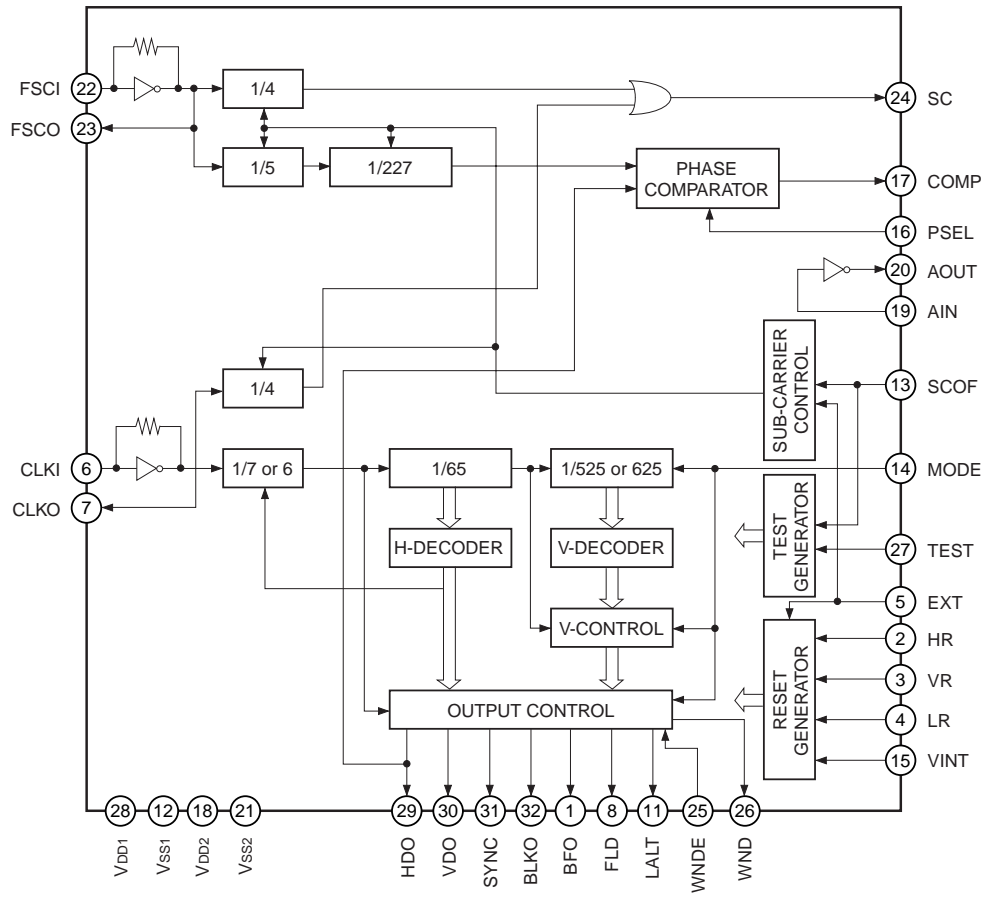 FSCI 22
1/4
24 SC
FSCO 23
1/5
1/227
PHASE
COMPARATOR
17 COMP
16 PSEL
20 AOUT
19 AIN
SUB-CARRIER
CONTROL
1/4
13 SCOF
CLKI 6
1/7 or 6
1/65
1/525 or 625
14 MODE
CLKO 7
H-DECODER
V-DECODER
TEST
GENERATOR
27 TEST
5 EXT
V-CONTROL
2 HR
RESET
GENERATOR
3 VR
OUTPUT CONTROL
4 LR
15 VINT
28
12
18
21
29
30
31
32
1
8
11
25
26
VDD1
VSS1
VDD2
VSS2
HDO
VDO
SYNC
BLKO
BFO
FLD
LALT
WNDE
WND